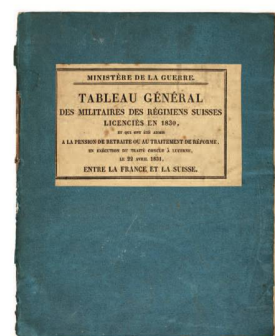 MINISTÈRE DE LA GUERRE.
TABLEAU GÉNÉRAL
DES MILITAIRES DES RÉGIMENS SUISSES
LICENCIÉS EN 1830,
ET QUI ONT ÉTÉ ADMIS
A LA PENSION DE RETRAITE OU AU TRAITEMENT DE RÉFORME,
EN EXÉCUTION DU TRAITÉ CONCLU À LUCERNE,
LE 22 AVRIL 1831,
ENTRE LA FRANCE ET LA SUISSE.